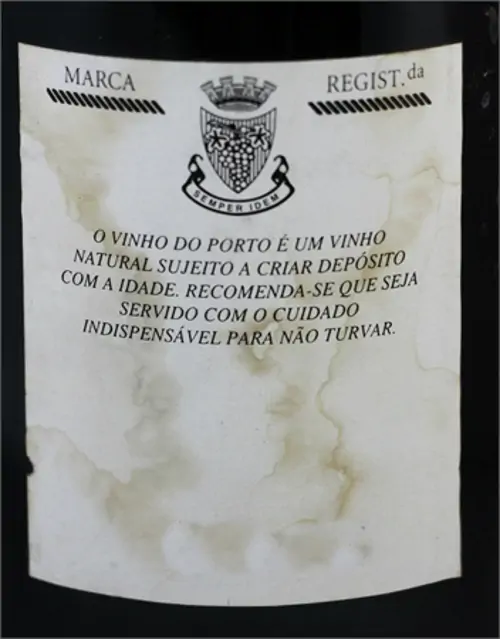 MARCA REGIST.da
SEMPER IDEM
O VINHO DO PORTO É UM VINHO
NATURAL SUJEITO A CRIAR DEPÓSITO
COM A IDADE. RECOMENDA-SE QUE SEJA
SERVIDO COM O CUIDADO
INDISPENSÁVEL PARA NÃO TURVAR.